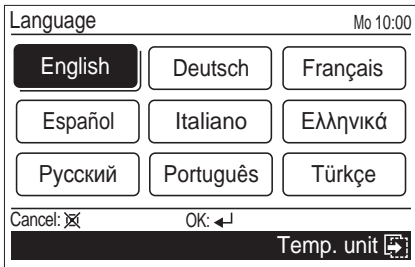 Language Mo 10:00
English Deutsch Français
Español Italiano Ελληνικά
Русский Português Türkçe
Cancel: OK:
Temp. unit